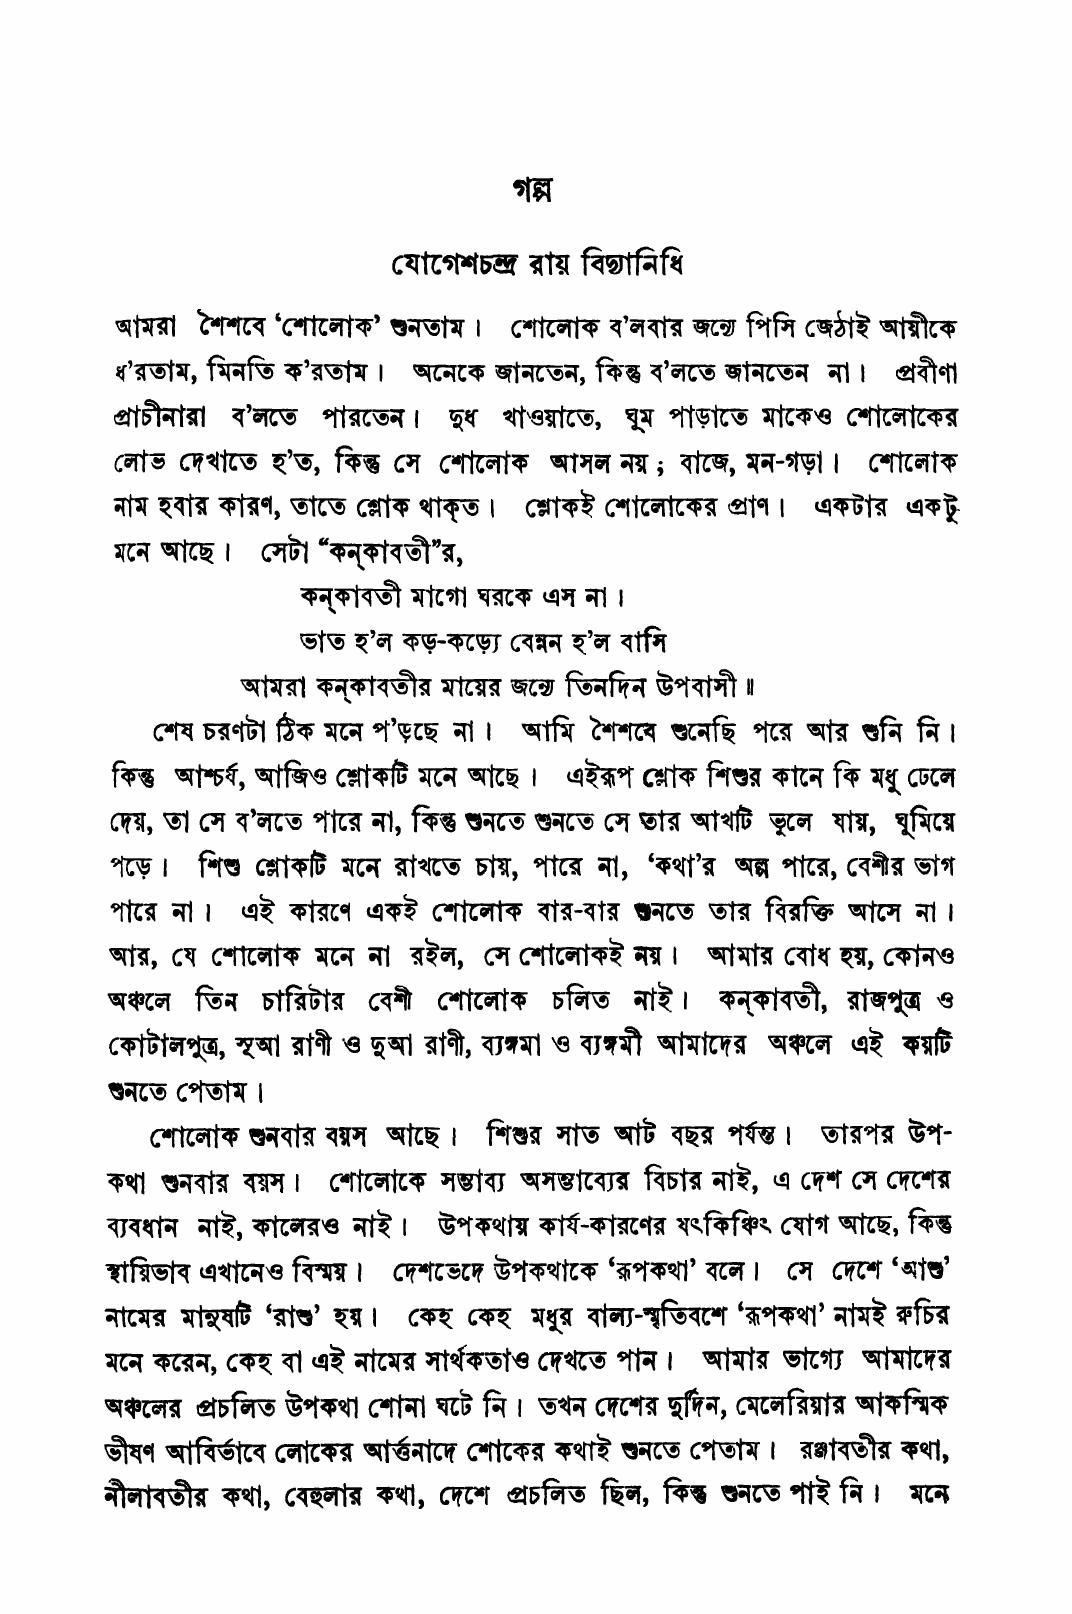 গল্প
যোগেশচন্দ্র রায় বিদ্যানিধি
আমরা শৈশবে ‘শোলোক’ শুনতাম। শোলোক ব’লবার জন্যে পিসি জেঠাই আয়ীকে
ধ’রতাম, মিনতি ক’রতাম। অনেকে জানতেন, কিন্তু ব’লতে জানতেন না। প্রবীণা
প্রাচীনারা ব’লতে পারতেন। দুধ খাওয়াতে, ঘুম পাড়াতে মাকেও শোলোকের
লোভ দেখাতে হ’ত, কিন্তু সে শোলোক আসল নয়; বাজে, মন-গড়া। শোলোক
নাম হবার কারণ, তাতে শ্লোক থাক্‌ত। শ্লোকই শোলোকের প্রাণ। একটার একটু
মনে আছে। সেটা “কন্‌কাবতী”র,
কন্‌কাবতী মাগো ঘরকে এস না।
ভাত হ’ল কড়-কড্যে বেন্নন হ’ল বাসি
আমরা কন্‌কাবতীর মায়ের জন্যে তিনদিন উপবাসী॥
শেষ চরণটা ঠিক মনে প’ড়ছে না। আমি শৈশবে শুনেছি পরে আর শুনি নি।
কিন্তু আশ্চর্য, আজিও শ্লোকটি মনে আছে। এইরূপ শ্লোক শিশুর কানে কি মধু ঢেলে
দেয়, তা সে ব’লতে পারে না, কিন্তু শুনতে শুনতে সে তার আখটি ভুলে যায়, ঘুমিয়ে
পড়ে। শিশু শ্লোকটি মনে রাখতে চায়, পারে না, ‘কথা’র অল্প পারে, বেশীর ভাগ
পারে না। এই কারণে একই শোলোক বার-বার শুনতে তার বিরক্তি আসে না।
আর, যে শোলোক মনে না রইল, সে শোলোকই নয়। আমার বোধ হয়, কোনও
অঞ্চলে তিন চারিটার বেশী শোলোক চলিত নাই। কন্‌কাবতী, রাজপুত্র ও
কোটালপুত্র, সূআ রাণী ও দুআ রাণী, ব্যঙ্গমা ও ব্যঙ্গমী আমাদের অঞ্চলে এই কয়টি
শুনতে পেতাম।
শোলোক শুনবার বয়স আছে। শিশুর সাত আট বছর পর্যন্ত। তারপর উপ-
কথা শুনবার বয়স। শোলোকে সম্ভাব্য অসম্ভাব্যের বিচার নাই, এ দেশ সে দেশের
ব্যবধান নাই, কালেরও নাই। উপকথায় কার্য-কারণের যৎকিঞ্চিৎ যোগ আছে, কিন্তু
স্থায়িভাব এখানেও বিস্ময়। দেশভেদে উপকথাকে ‘রূপকথা’ বলে। সে দেশে ‘আশু’
নামের মানুষটি ‘রাশু’ হয়। কেহ কেহ মধুর বাল্য-স্মৃতিবশে ‘রূপকথা’ নামই রুচির
মনে করেন, কেহ বা এই নামের সার্থকতাও দেখতে পান। আমার ভাগ্যে আমাদের
অঞ্চলের প্রচলিত উপকথা শোনা ঘটে নি। তখন দেশের দুর্দিন, মেলেরিয়ার আকস্মিক
ভীষণ আবির্ভাবে লোকের আর্ত্তনাদে শোকের কথাই শুনতে পেতাম। রঞ্জাবতীর কথা,
নীলাবতীর কথা, বেহুলার কথা, দেশে প্রচলিত ছিল, কিন্তু শুনতে পাই নি। মনে